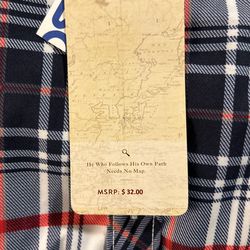 He Who Follows His Own Path
Needs No Map.
MSRP: $ 32.00